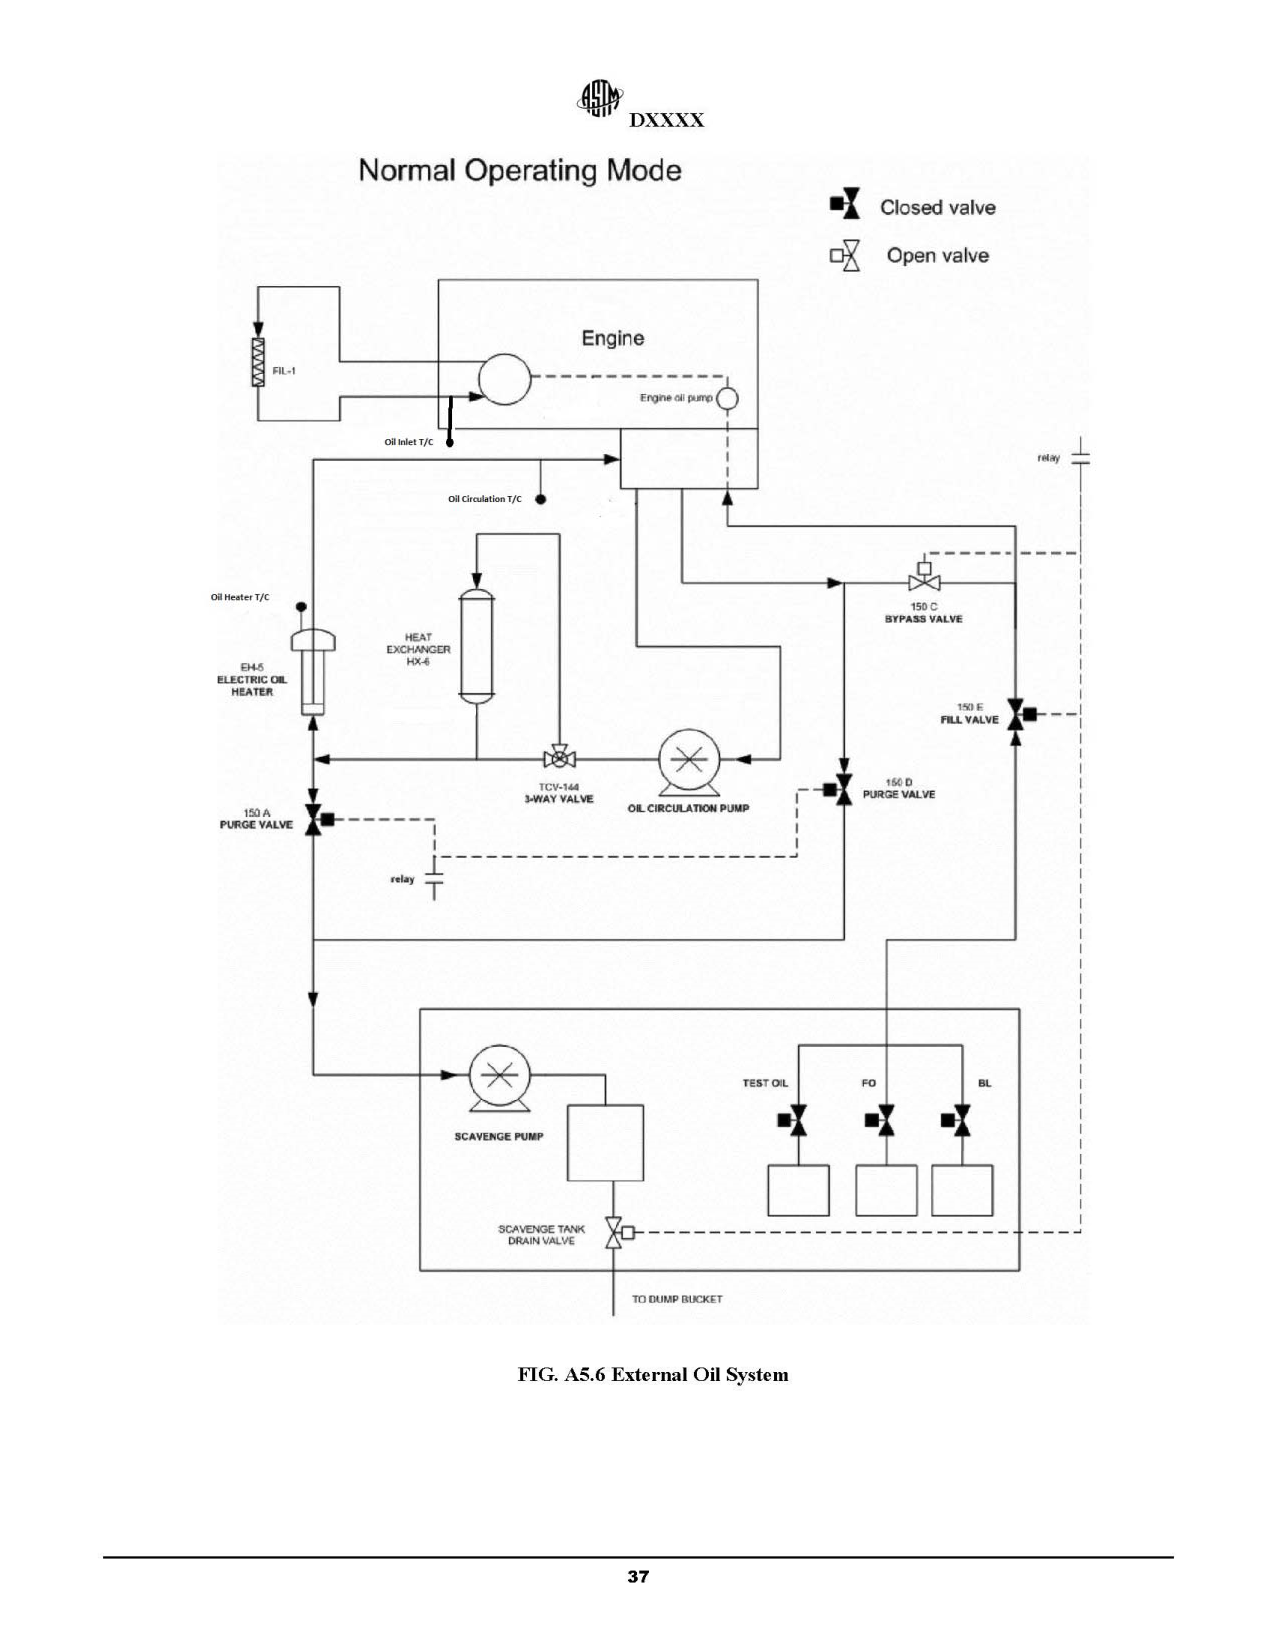 ASTM
DXXXX
Normal Operating Mode
Closed valve
Open valve
Engine
FIL-1
Engine oil pump
Oil Inlet T/C
relay
Oil Circulation T/C
Oil Heater T/C
150 C
BYPASS VALVE
HEAT
EXCHANGER
HX-6
EH-5
ELECTRIC OIL
HEATER
150 E
FILL VALVE
TCV-144
3-WAY VALVE
OIL CIRCULATION PUMP
150 D
PURGE VALVE
150 A
PURGE VALVE
relay
TEST OIL
FO
BL
SCAVENGE PUMP
SCAVENGE TANK
DRAIN VALVE
TO DUMP BUCKET
FIG. A5.6 External Oil System
37